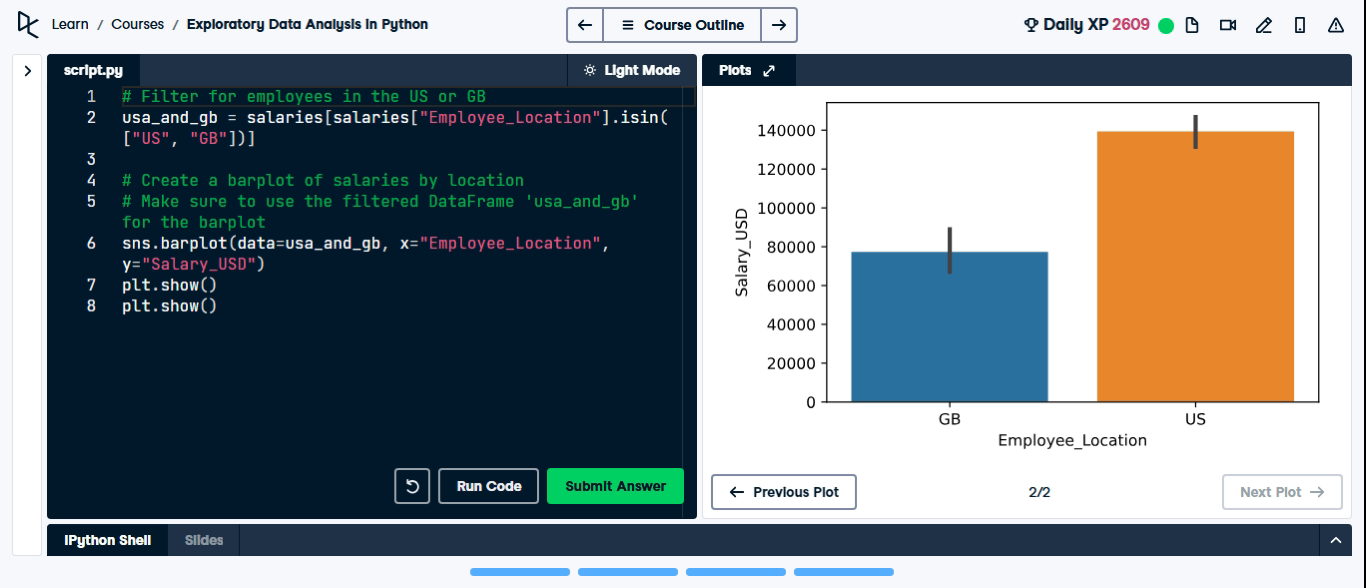 Learn / Courses / Exploratory Data Analysis in Python
Course Outline
Daily XP 2609
script.py
Light Mode
1 # Filter for employees in the US or GB
2 usa_and_gb = salaries[salaries["Employee_Location"].isin(
["US", "GB"])]
3
4 # Create a barplot of salaries by location
5 # Make sure to use the filtered DataFrame 'usa_and_gb'
for the barplot
6 sns.barplot(data=usa_and_gb, x="Employee_Location",
y="Salary_USD")
7 plt.show()
8 plt.show()
Run Code
Submit Answer
Plots
140000
120000
100000
80000
60000
40000
20000
0
Salary_USD
GB US
Employee_Location
Previous Plot
2/2
Next Plot
IPython Shell
Slides